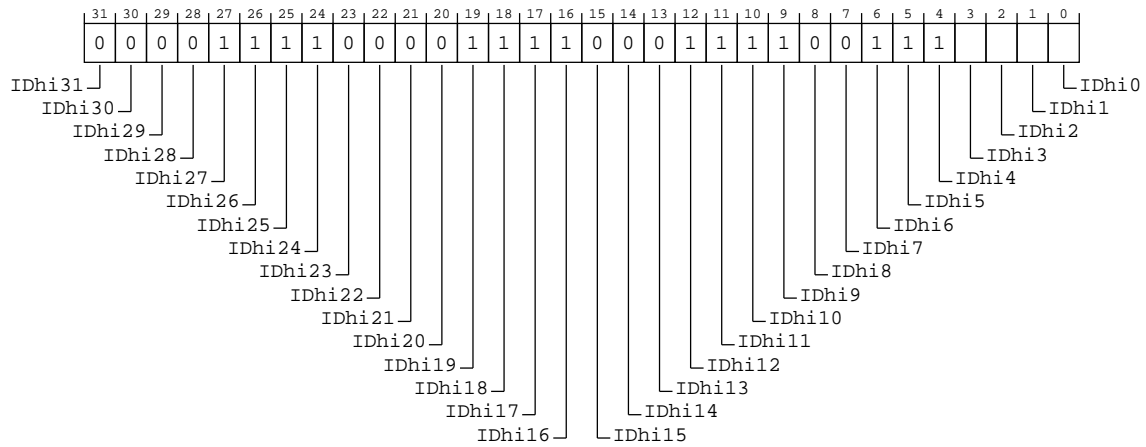 31 30 29 28 27 26 25 24 23 22 21 20 19 18 17 16 15 14 13 12 11 10 9 8 7 6 5 4 3 2 1 0
0 0 0 0 1 1 1 1 0 0 0 0 1 1 1 1 0 0 0 1 1 1 1 0 0 1 1 1
IDhi31 IDhi0
IDhi30 IDhi1
IDhi29 IDhi2
IDhi28 IDhi3
IDhi27 IDhi4
IDhi26 IDhi5
IDhi25 IDhi6
IDhi24 IDhi7
IDhi23 IDhi8
IDhi22 IDhi9
IDhi21 IDhi10
IDhi20 IDhi11
IDhi19 IDhi12
IDhi18 IDhi13
IDhi17 IDhi14
IDhi16 IDhi15